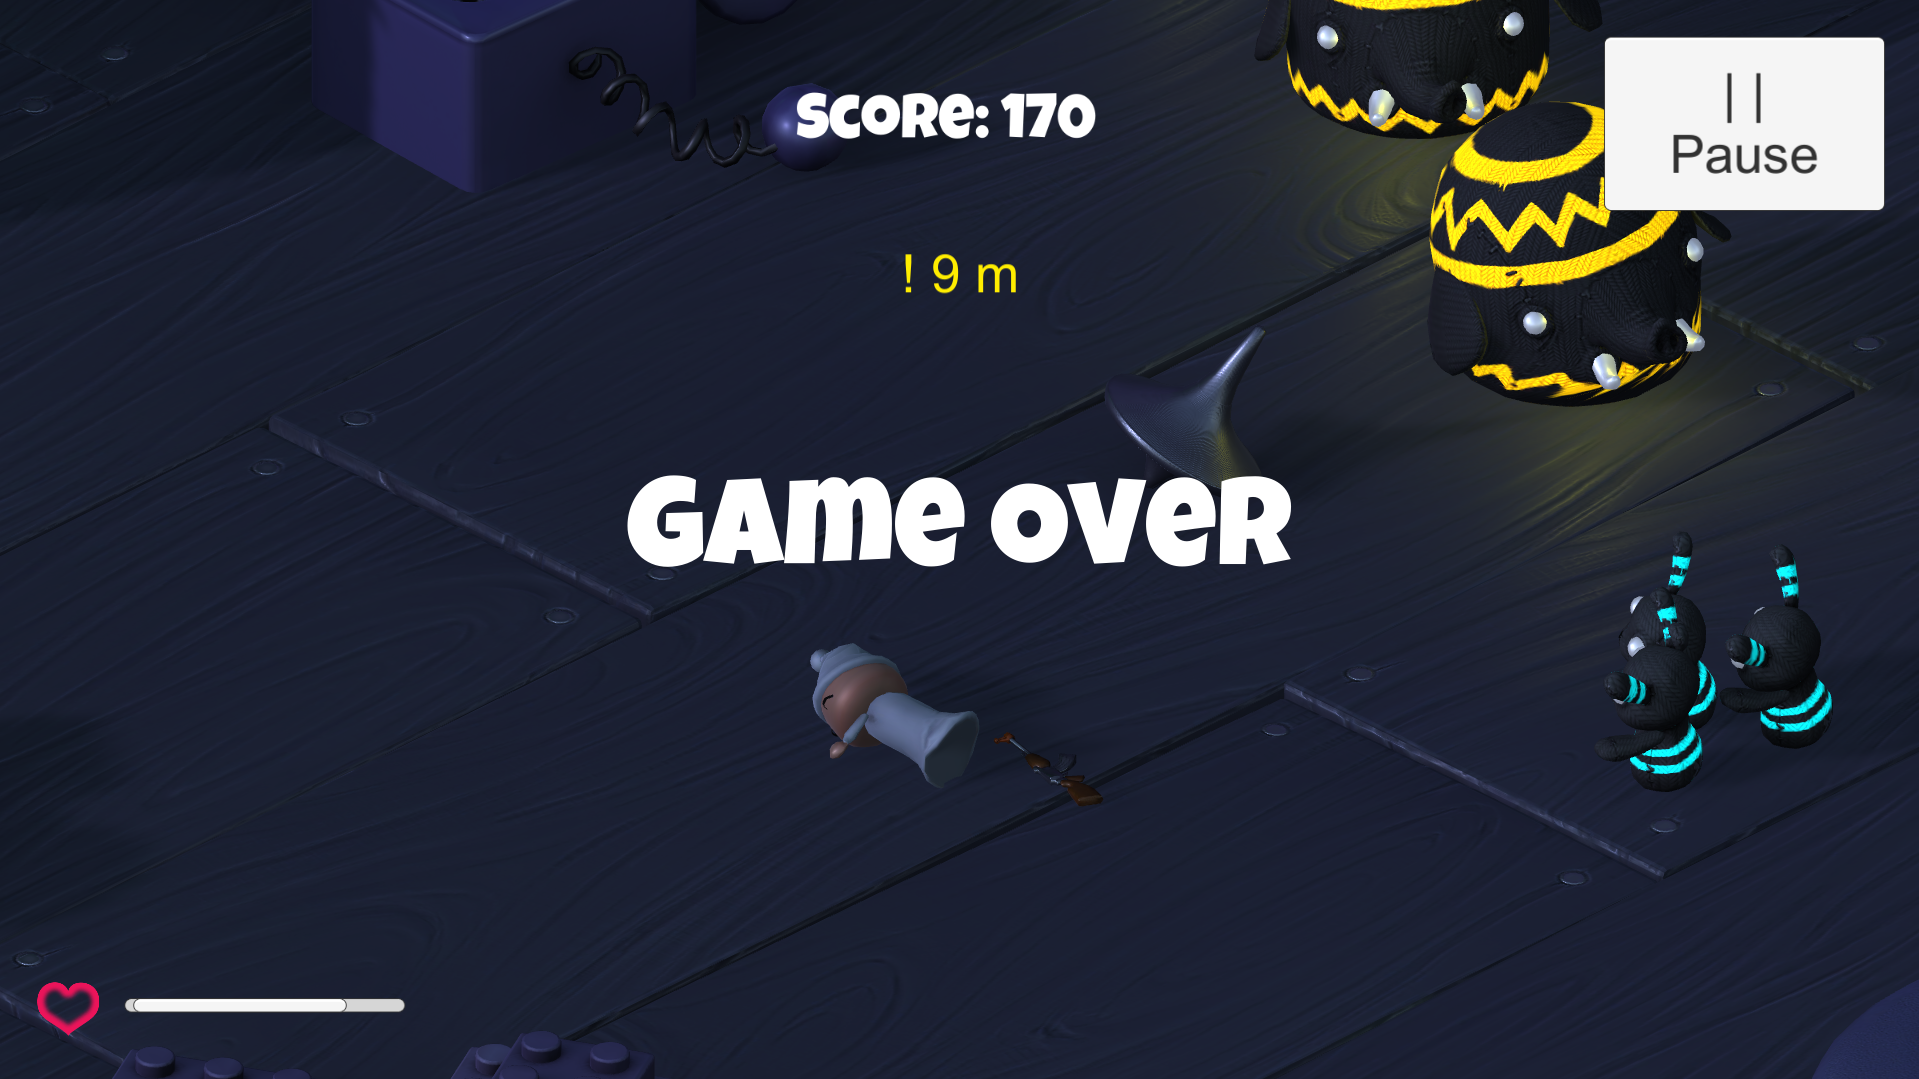 SCORE: 170
| |
Pause
! 9 m
GAME OVER